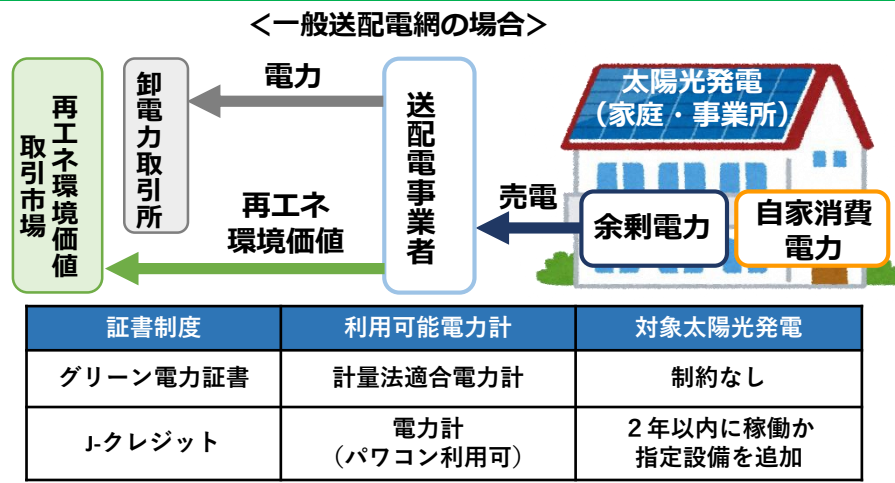 ＜一般送配電網の場合＞
再エネ環境価値
取引市場
卸電力取引所
電力
再エネ
環境価値
送配電事業者
売電
太陽光発電
（家庭・事業所）
余剰電力
自家消費
電力
証書制度 利用可能電力計 対象太陽光発電
グリーン電力証書 計量法適合電力計 制約なし
J-クレジット
電力計
（パワコン利用可）
２年以内に稼働か
指定設備を追加